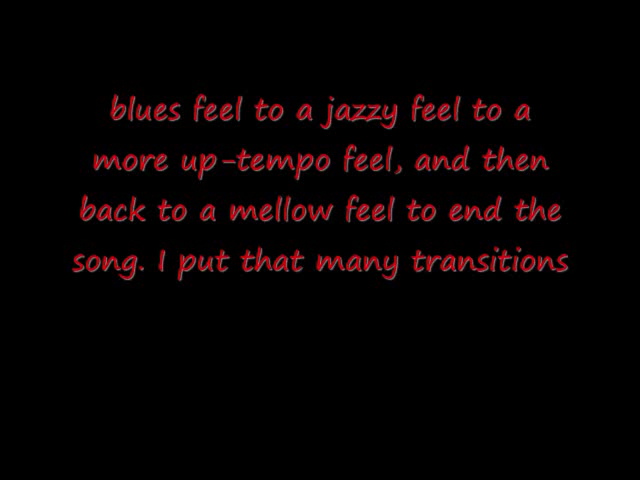 blues feel to a jazzy feel to a
more up-tempo feel, and then
back to a mellow feel to end the
song. I put that many transitions